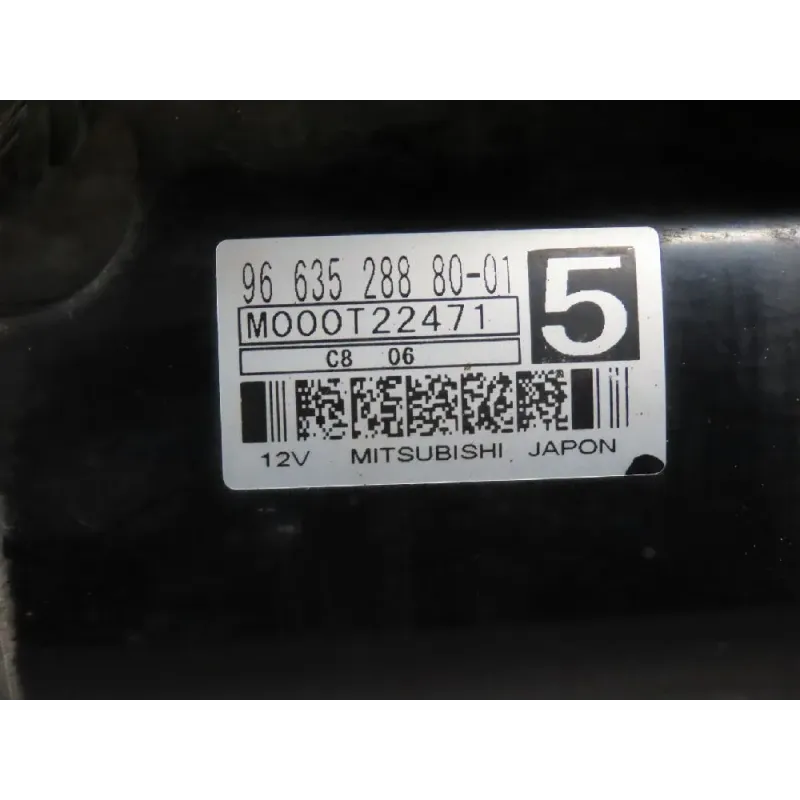 96 635 288 80-01
5
M000T22471
C8 06
12V MITSUBISHI JAPON